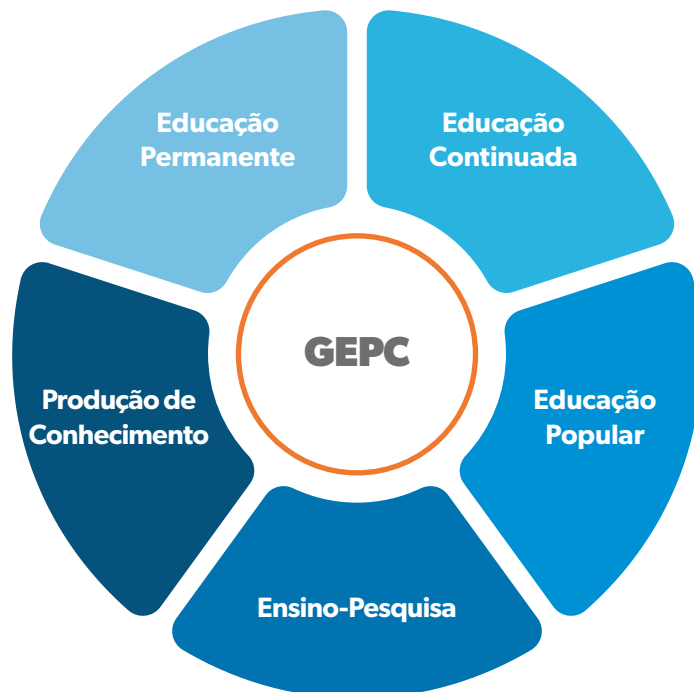 Educação
Permanente
Educação
Continuada
GEPC
Produção de
Conhecimento
Educação
Popular
Ensino-Pesquisa